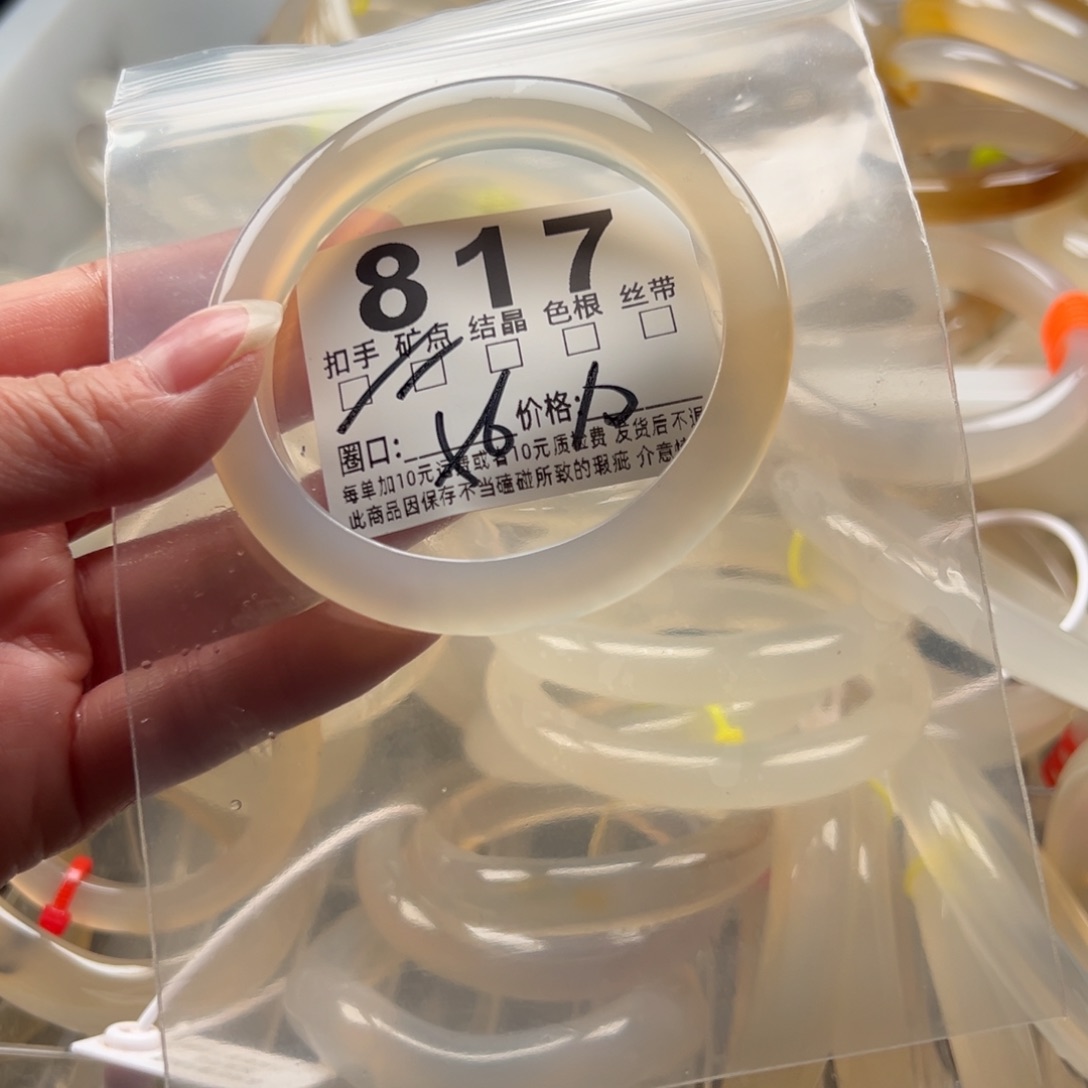 817
扣手 矿点 结晶 色根 丝带
圈口: 价格:
每单加10元运费或者10元质检费 发货后不退
此商品因保存不当磕碰所致的瑕疵 介意